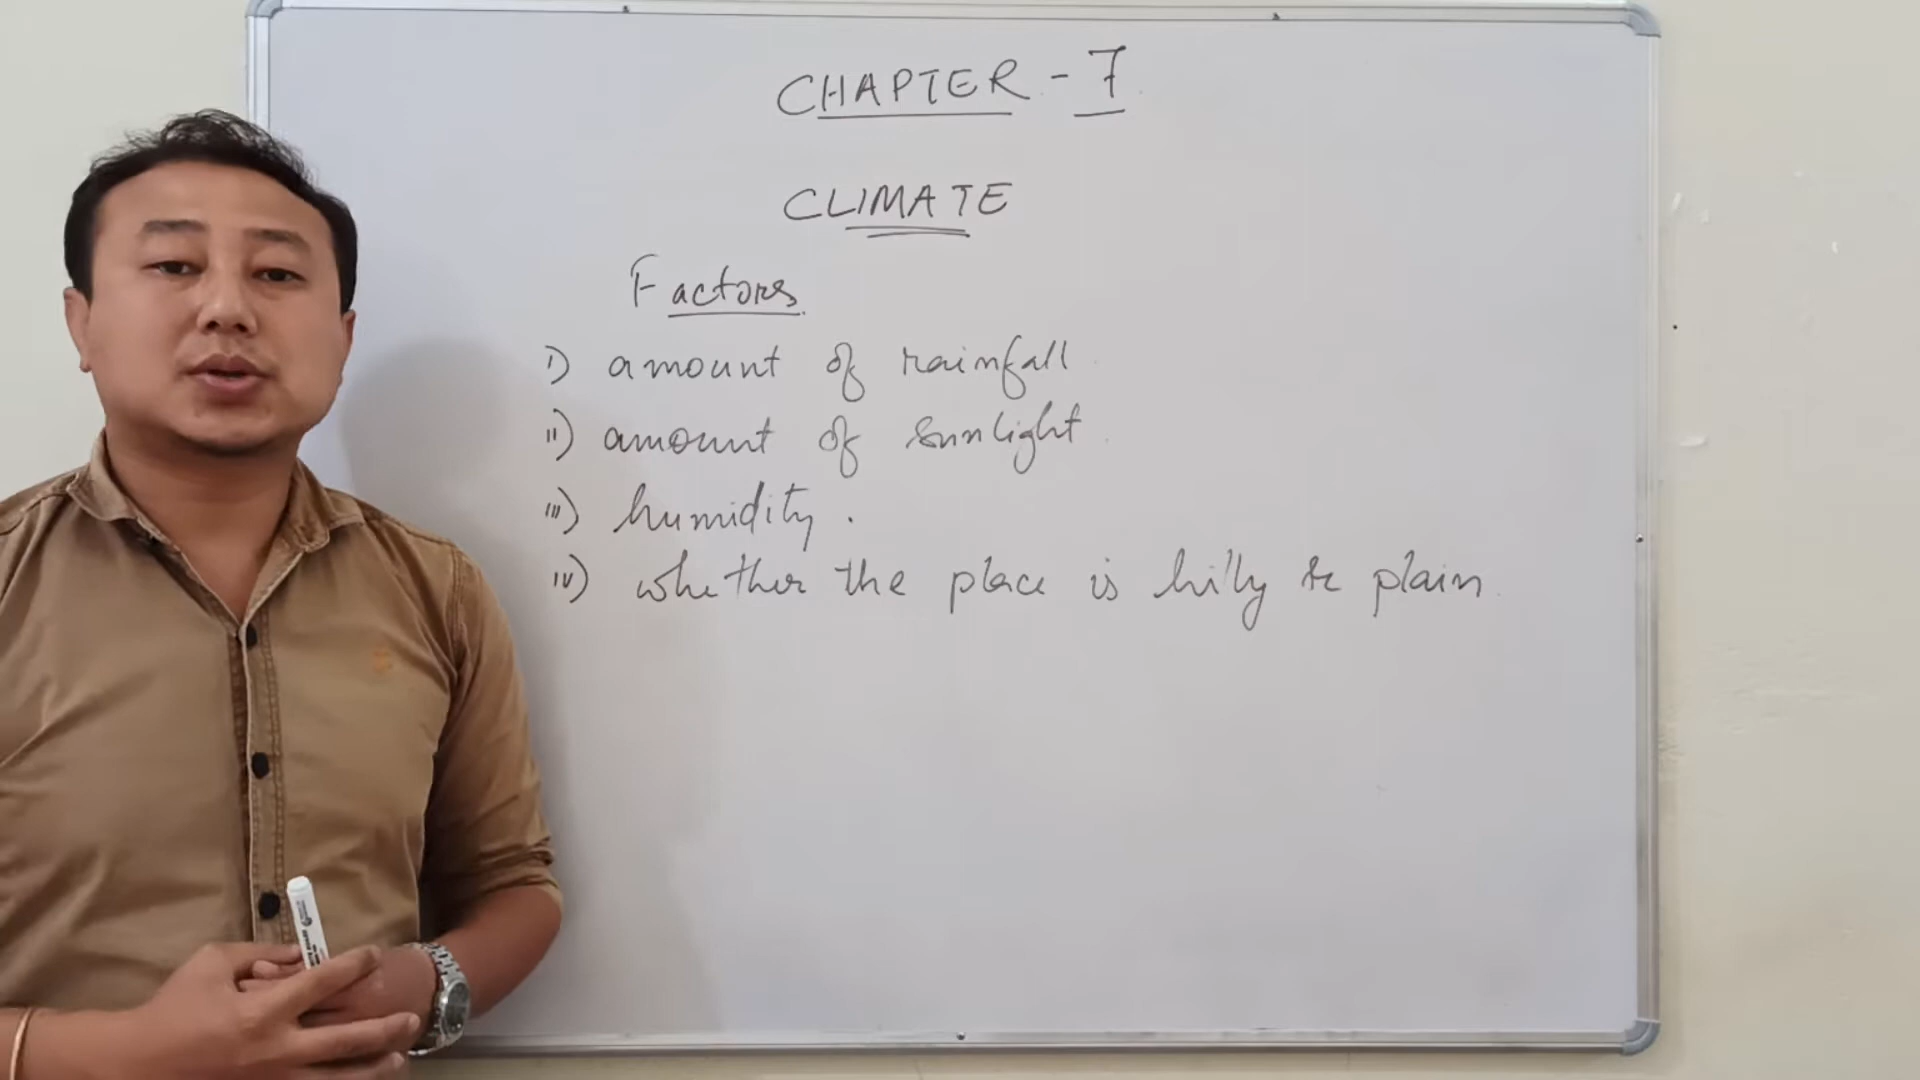 CHAPTER - 7
CLIMATE
Factors
i) amount of rainfall
ii) amount of sunlight
iii) humidity.
iv) whether the place is hilly or plain